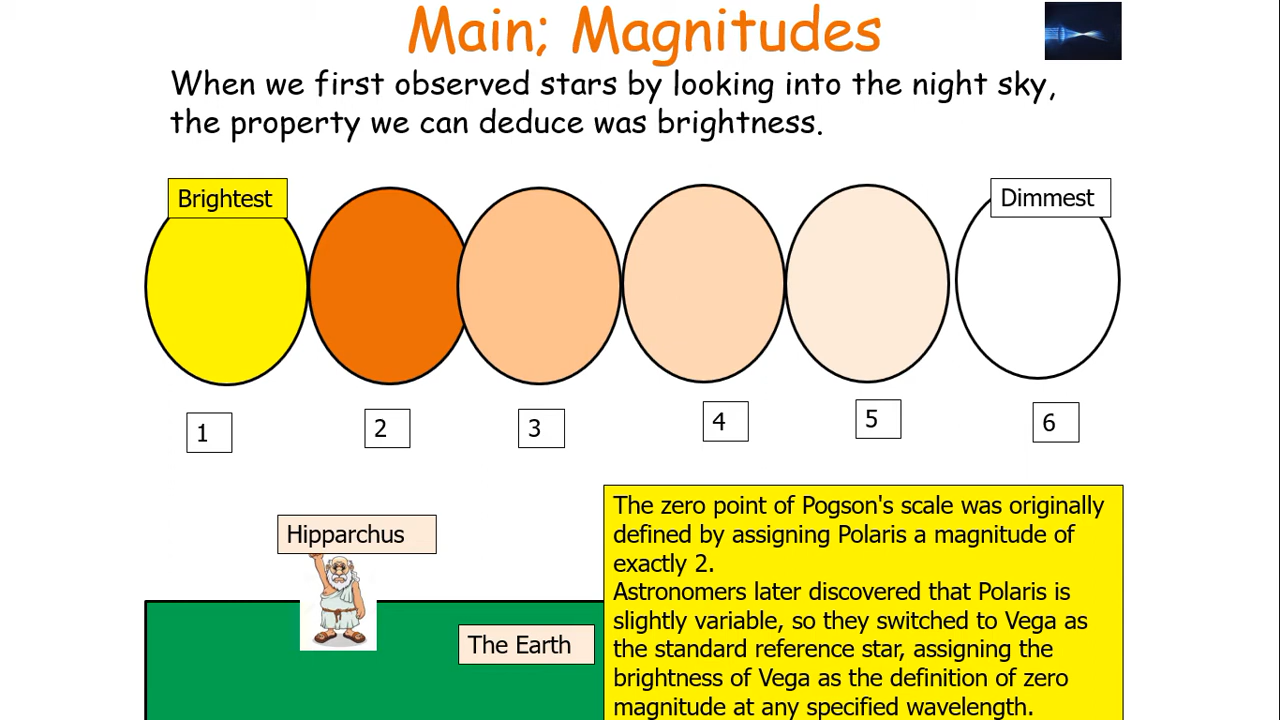 Main; Magnitudes
When we first observed stars by looking into the night sky,
the property we can deduce was brightness.
Brightest
Dimmest
1
2
3
4
5
6
Hipparchus
The Earth
The zero point of Pogson's scale was originally
defined by assigning Polaris a magnitude of
exactly 2.
Astronomers later discovered that Polaris is
slightly variable, so they switched to Vega as
the standard reference star, assigning the
brightness of Vega as the definition of zero
magnitude at any specified wavelength.